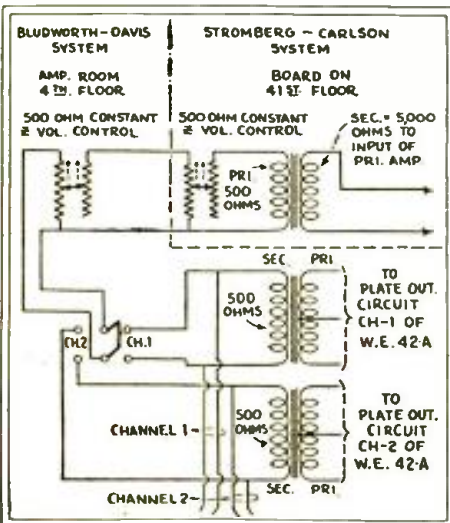 BLUDWORTH-DAVIS
SYSTEM
AMP. ROOM
4TH. FLOOR
500 OHM CONSTANT
Z VOL. CONTROL
STROMBERG - CARLSON
SYSTEM
BOARD ON
41ST. FLOOR
500 OHM CONSTANT
Z VOL. CONTROL
SEC. = 5,000
OHMS TO
INPUT OF
PRI. AMP.
PRI
500
OHMS
SEC. PRI.
500
OHMS
TO
PLATE OUT.
CIRCUIT
CH-1 OF
W.E. 42-A
CH.2
CH.1
CHANNEL 1
CHANNEL 2
500
OHMS
SEC. PRI.
TO
PLATE OUT.
CIRCUIT
CH-2 OF
W.E. 42-A